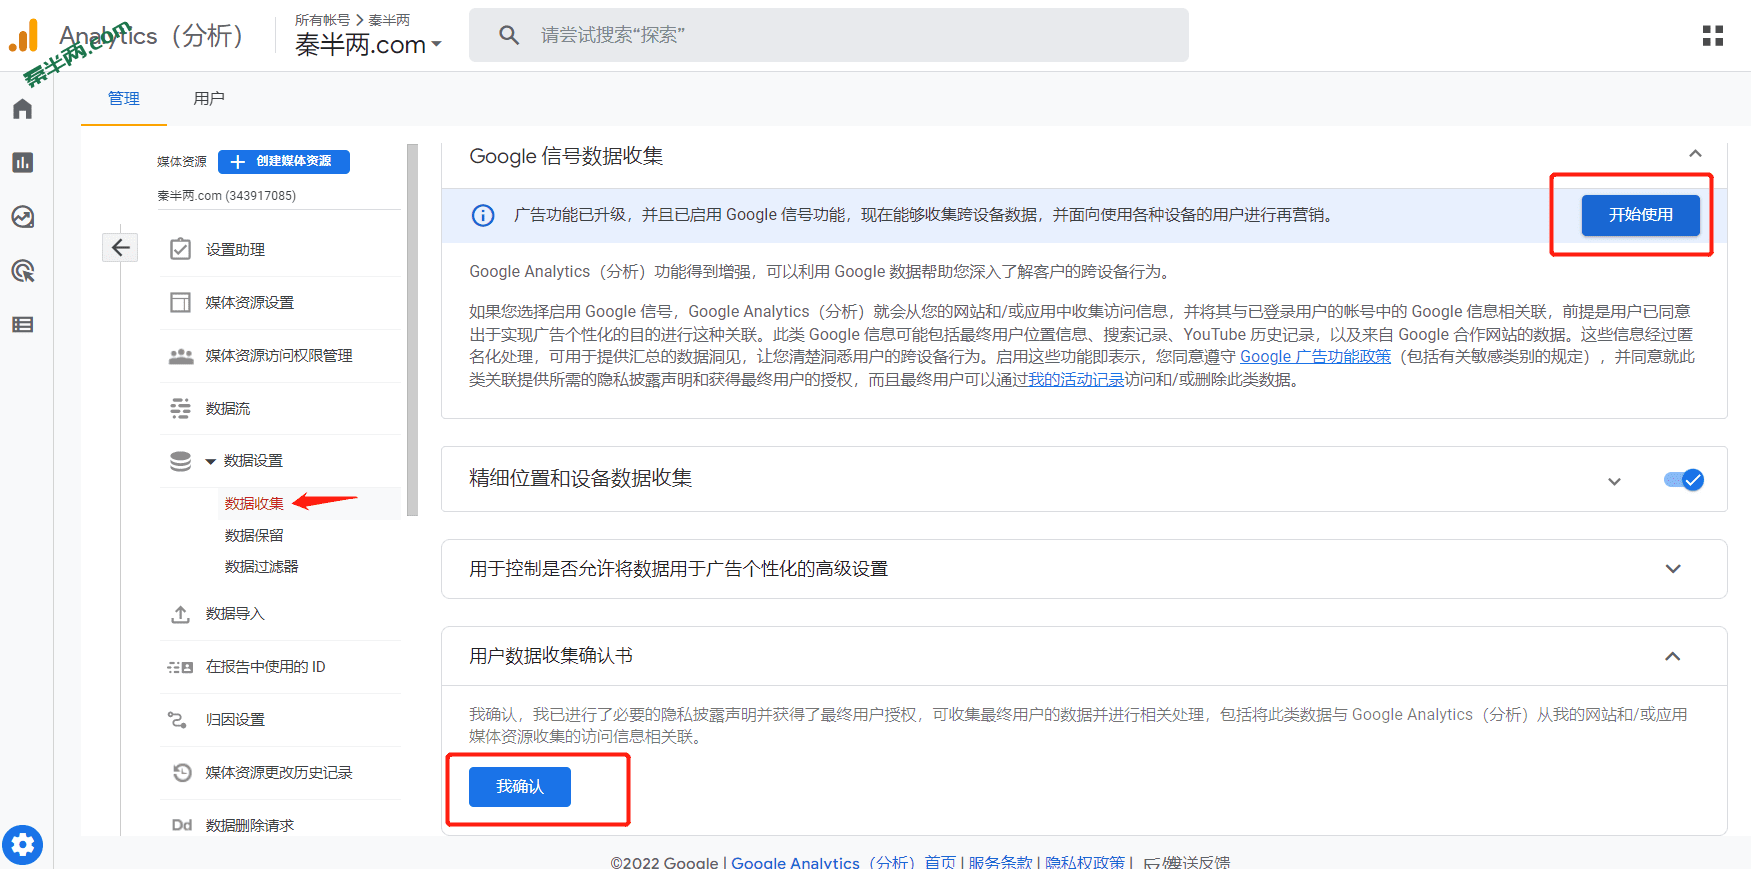 Analytics（分析）
秦半两.com
所有帐号 > 秦半两
秦半两.com
请尝试搜索“探索”
管理
用户
媒体资源
创建媒体资源
秦半两.com (343917085)
设置助理
媒体资源设置
媒体资源访问权限管理
数据流
数据设置
数据收集
数据保留
数据过滤器
数据导入
在报告中使用的 ID
归因设置
媒体资源更改历史记录
Dd 数据删除请求
Google 信号数据收集
广告功能已升级，并且已启用 Google 信号功能，现在能够收集跨设备数据，并面向使用各种设备的用户进行再营销。
开始使用
Google Analytics（分析）功能得到增强，可以利用 Google 数据帮助您深入了解客户的跨设备行为。
如果您选择启用 Google 信号，Google Analytics（分析）就会从您的网站和/或应用中收集访问信息，并将其与已登录用户的帐号中的 Google 信息相关联，前提是用户已同意
出于实现广告个性化的目的进行这种关联。此类 Google 信息可能包括最终用户位置信息、搜索记录、YouTube 历史记录，以及来自 Google 合作网站的数据。这些信息经过匿
名化处理，可用于提供汇总的数据洞见，让您清楚洞悉用户的跨设备行为。启用这些功能即表示，您同意遵守 Google 广告功能政策（包括有关敏感类别的规定），并同意就此
类关联提供所需的隐私披露声明和获得最终用户的授权，而且最终用户可以通过我的活动记录访问和/或删除此类数据。
精细位置和设备数据收集
用于控制是否允许将数据用于广告个性化的高级设置
用户数据收集确认书
我确认，我已进行了必要的隐私披露声明并获得了最终用户授权，可收集最终用户的数据并进行相关处理，包括将此类数据与 Google Analytics（分析）从我的网站和/或应用
媒体资源收集的访问信息相关联。
我确认
©2022 Google | Google Analytics（分析）首页 | 服务条款 | 隐私权政策 | 发送反馈